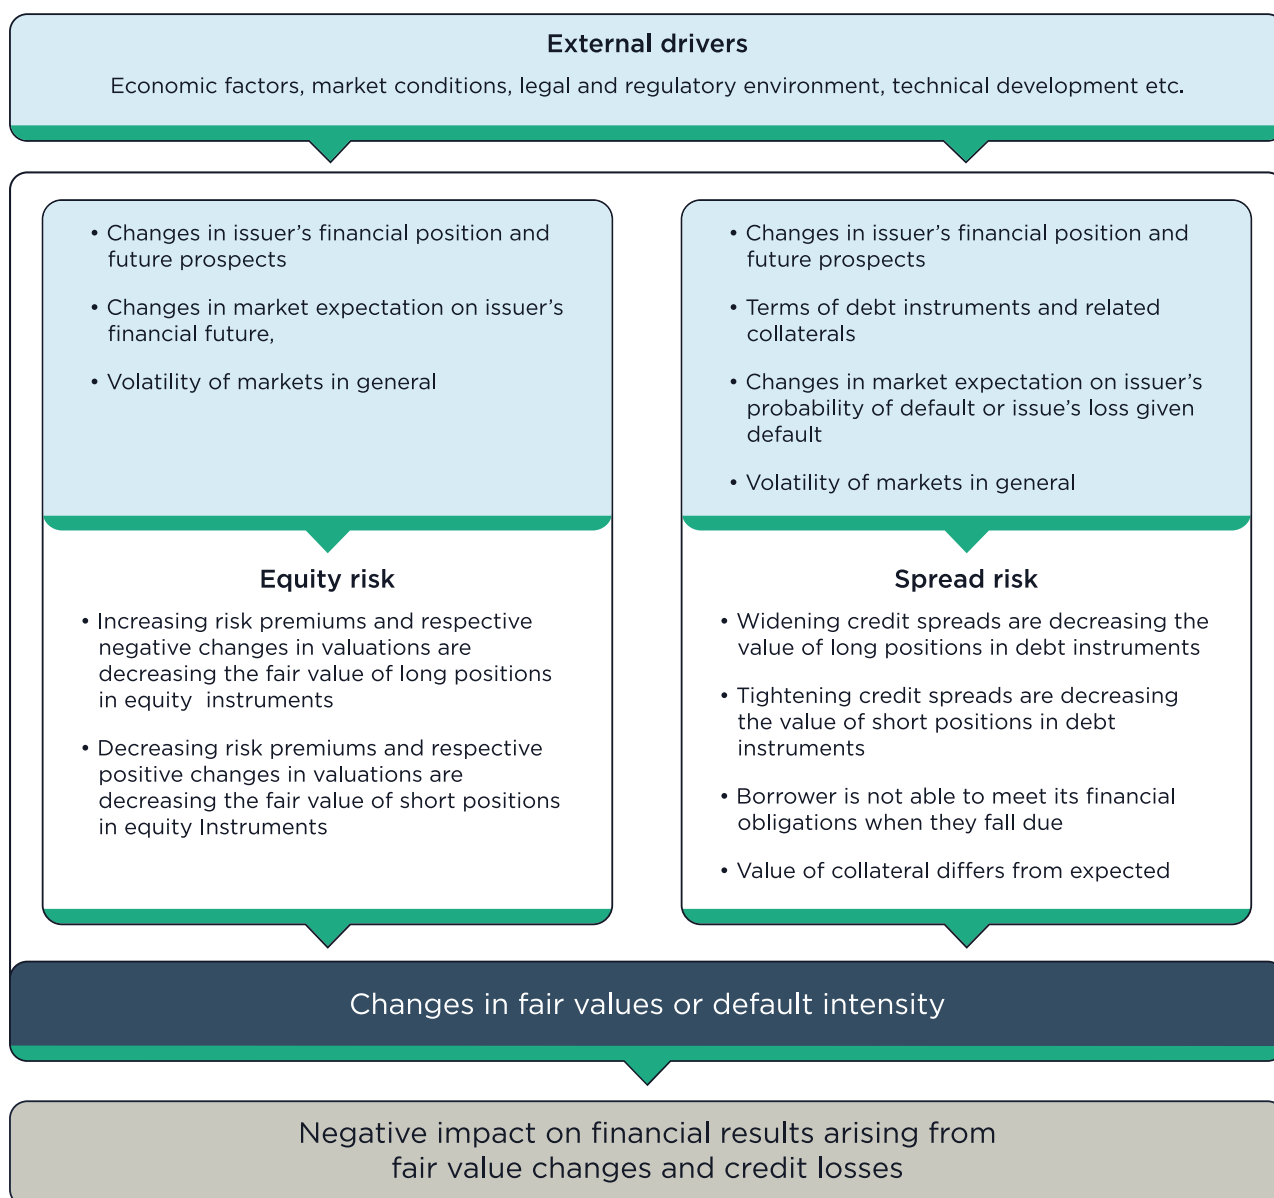 External drivers
Economic factors, market conditions, legal and regulatory environment, technical development etc.
• Changes in issuer’s financial position and
future prospects
• Changes in market expectation on issuer’s
financial future,
• Volatility of markets in general
• Changes in issuer’s financial position and
future prospects
• Terms of debt instruments and related
collaterals
• Changes in market expectation on issuer’s
probability of default or issue’s loss given
default
• Volatility of markets in general
Equity risk
• Increasing risk premiums and respective
negative changes in valuations are
decreasing the fair value of long positions
in equity  instruments
• Decreasing risk premiums and respective
positive changes in valuations are
decreasing the fair value of short positions
in equity Instruments
Spread risk
• Widening credit spreads are decreasing the
value of long positions in debt instruments
• Tightening credit spreads are decreasing
the value of short positions in debt
instruments
• Borrower is not able to meet its financial
obligations when they fall due
• Value of collateral differs from expected
Changes in fair values or default intensity
Negative impact on financial results arising from
fair value changes and credit losses